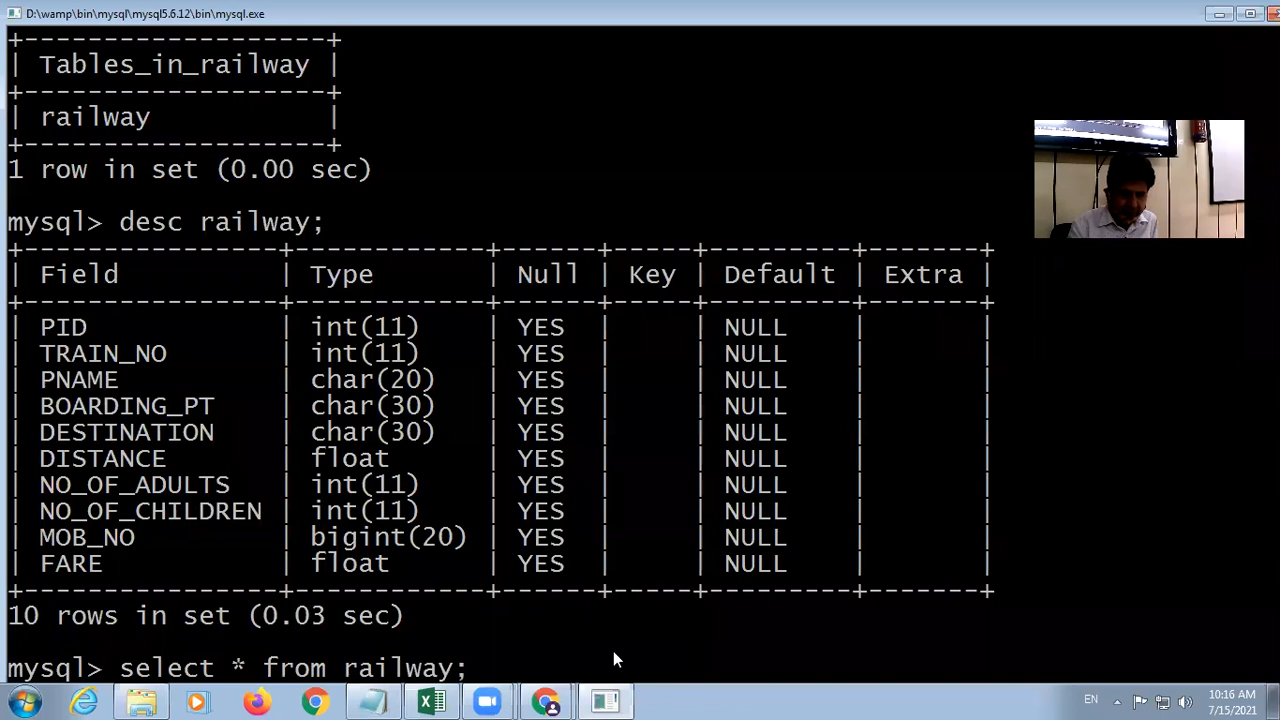 D:\wamp\bin\mysql\mysql5.6.12\bin\mysql.exe
+-------------------+
| Tables_in_railway |
+-------------------+
| railway           |
+-------------------+
1 row in set (0.00 sec)
mysql> desc railway;
+----------------+------------+------+-----+---------+-------+
| Field          | Type       | Null | Key | Default | Extra |
+----------------+------------+------+-----+---------+-------+
| PID            | int(11)    | YES  |     | NULL    |       |
| TRAIN_NO       | int(11)    | YES  |     | NULL    |       |
| PNAME          | char(20)   | YES  |     | NULL    |       |
| BOARDING_PT    | char(30)   | YES  |     | NULL    |       |
| DESTINATION    | char(30)   | YES  |     | NULL    |       |
| DISTANCE       | float      | YES  |     | NULL    |       |
| NO_OF_ADULTS   | int(11)    | YES  |     | NULL    |       |
| NO_OF_CHILDREN | int(11)    | YES  |     | NULL    |       |
| MOB_NO         | bigint(20) | YES  |     | NULL    |       |
| FARE           | float      | YES  |     | NULL    |       |
+----------------+------------+------+-----+---------+-------+
10 rows in set (0.03 sec)
mysql> select * from railway;
EN
10:16 AM
7/15/2021